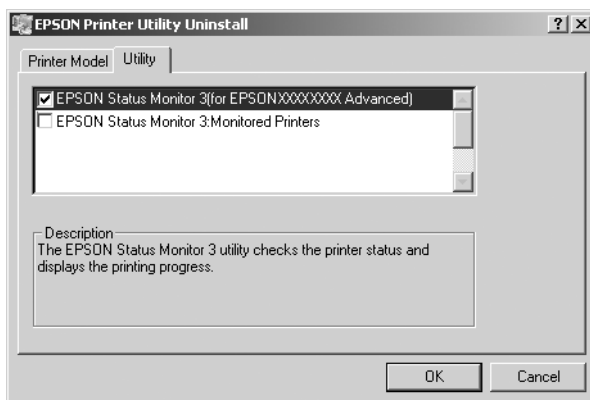 EPSON Printer Utility Uninstall
Printer Model
Utility
EPSON Status Monitor 3(for EPSONXXXXXXXX Advanced)
EPSON Status Monitor 3:Monitored Printers
Description
The EPSON Status Monitor 3 utility checks the printer status and
displays the printing progress.
OK
Cancel